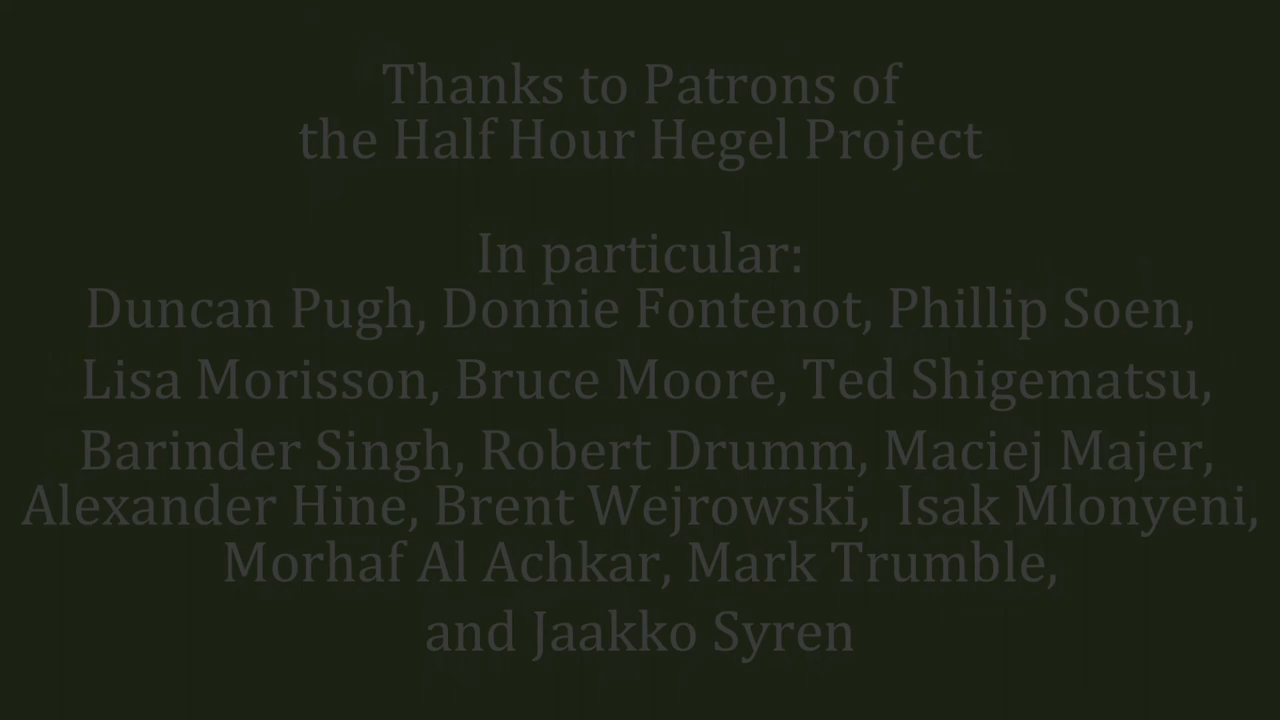 Thanks to Patrons of
the Half Hour Hegel Project
In particular:
Duncan Pugh, Donnie Fontenot, Phillip Soen,
Lisa Morisson, Bruce Moore, Ted Shigematsu,
Barinder Singh, Robert Drumm, Maciej Majer,
Alexander Hine, Brent Wejrowski, Isak Mlonyeni,
Morhaf Al Achkar, Mark Trumble,
and Jaakko Syren